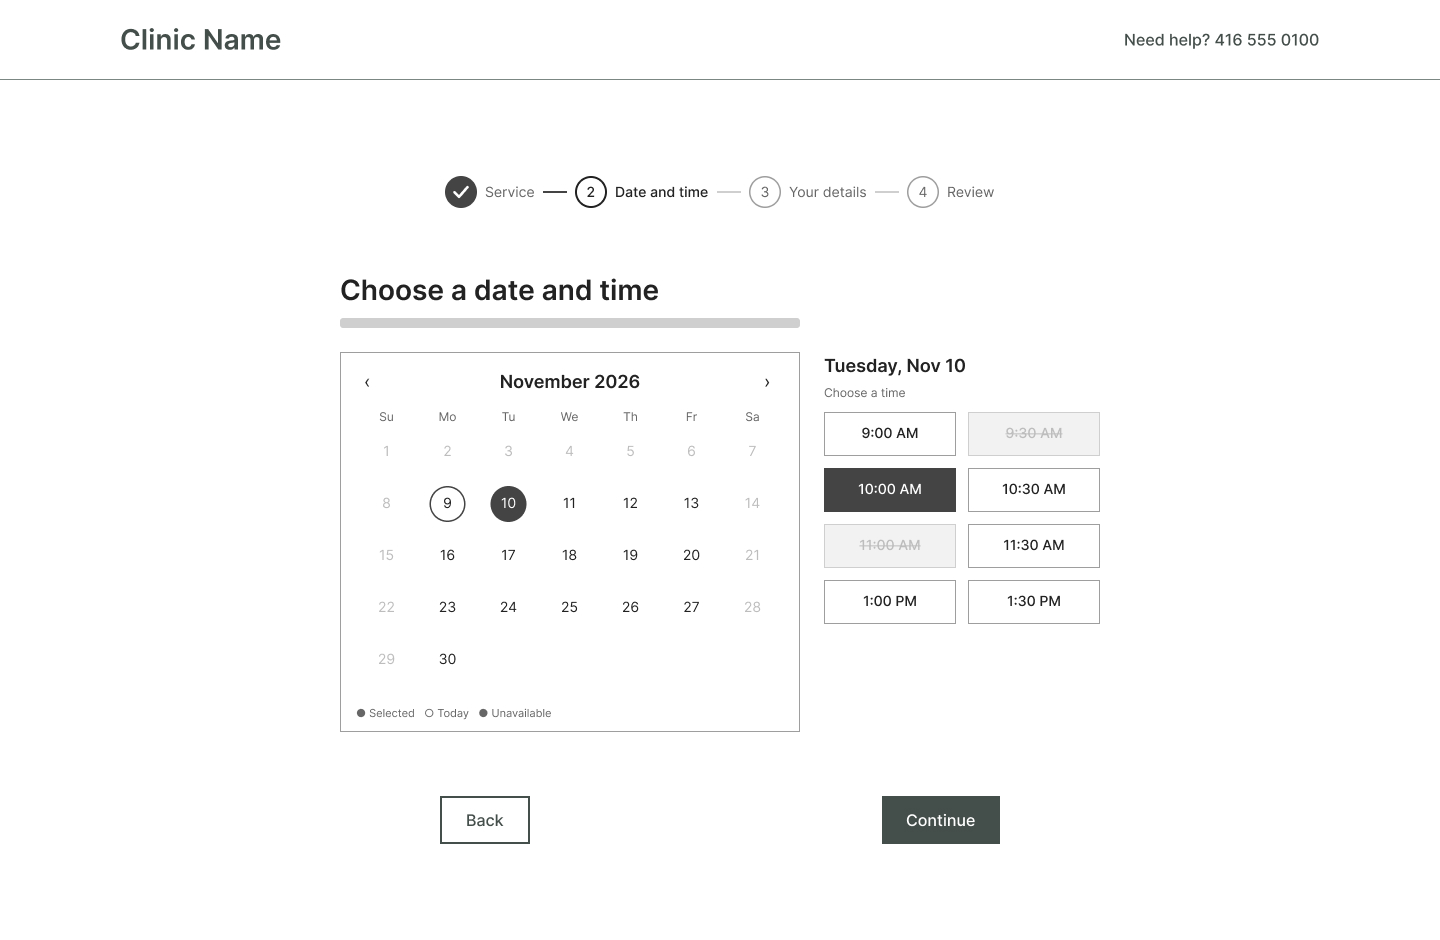 Clinic Name
Need help? 416 555 0100
Service
2 Date and time
3 Your details
4 Review
Choose a date and time
‹ November 2026 ›
Su Mo Tu We Th Fr Sa
1 2 3 4 5 6 7
8 9 10 11 12 13 14
15 16 17 18 19 20 21
22 23 24 25 26 27 28
29 30
Selected Today Unavailable
Tuesday, Nov 10
Choose a time
9:00 AM 9:30 AM
10:00 AM 10:30 AM
11:00 AM 11:30 AM
1:00 PM 1:30 PM
Back
Continue